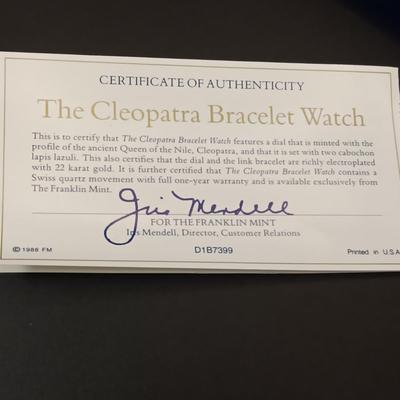 CERTIFICATE OF AUTHENTICITY
The Cleopatra Bracelet Watch
This is to certify that The Cleopatra Bracelet Watch features a dial that is minted with the
profile of the ancient Queen of the Nile, Cleopatra, and that it is set with two cabochon
lapis lazuli. This also certifies that the dial and the link bracelet are richly electroplated
with 22 karat gold. It is further certified that The Cleopatra Bracelet Watch contains a
Swiss quartz movement with full one-year warranty and is available exclusively from
The Franklin Mint.
Iris Mendell
FOR THE FRANKLIN MINT
Iris Mendell, Director, Customer Relations
© 1988 FM
D1B7399
Printed in U.S.A